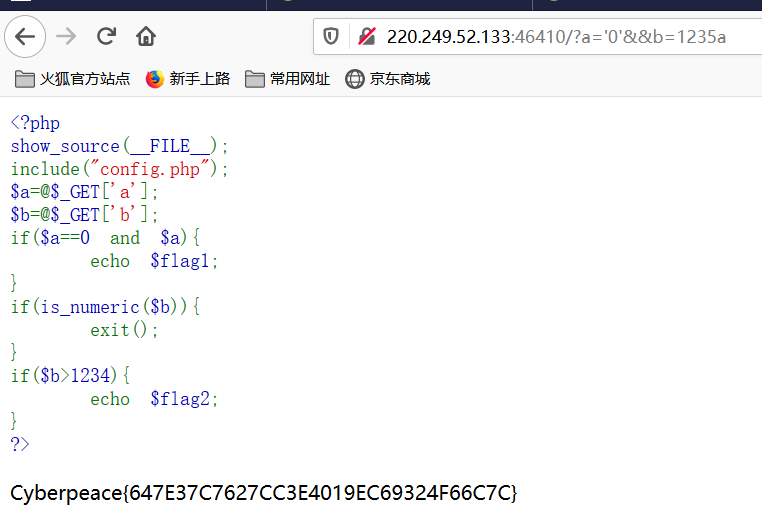 220.249.52.133:46410/?a='0'&&b=1235a
火狐官方站点 新手上路 常用网址 京东商城
<?php
show_source(__FILE__);
include("config.php");
$a=@$_GET['a'];
$b=@$_GET['b'];
if($a==0 and $a){
echo $flag1;
}
if(is_numeric($b)){
exit();
}
if($b>1234){
echo $flag2;
}
?>
Cyberpeace{647E37C7627CC3E4019EC69324F66C7C}